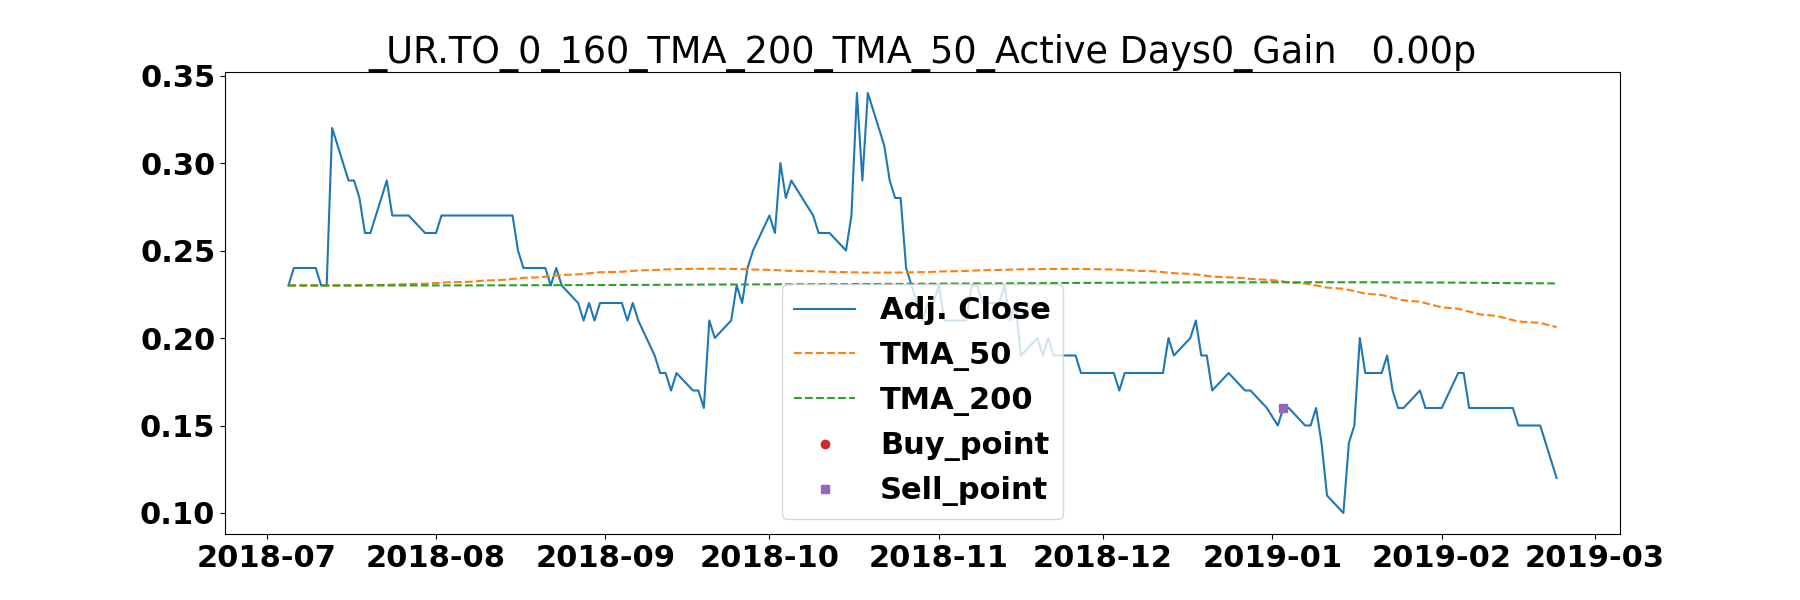 _UR.TO_0_160_TMA_200_TMA_50_Active Days0_Gain   0.00p
0.35
0.30
0.25
0.20
0.15
0.10
Adj. Close
TMA_50
TMA_200
Buy_point
Sell_point
2018-07 2018-08 2018-09 2018-10 2018-11 2018-12 2019-01 2019-02 2019-03